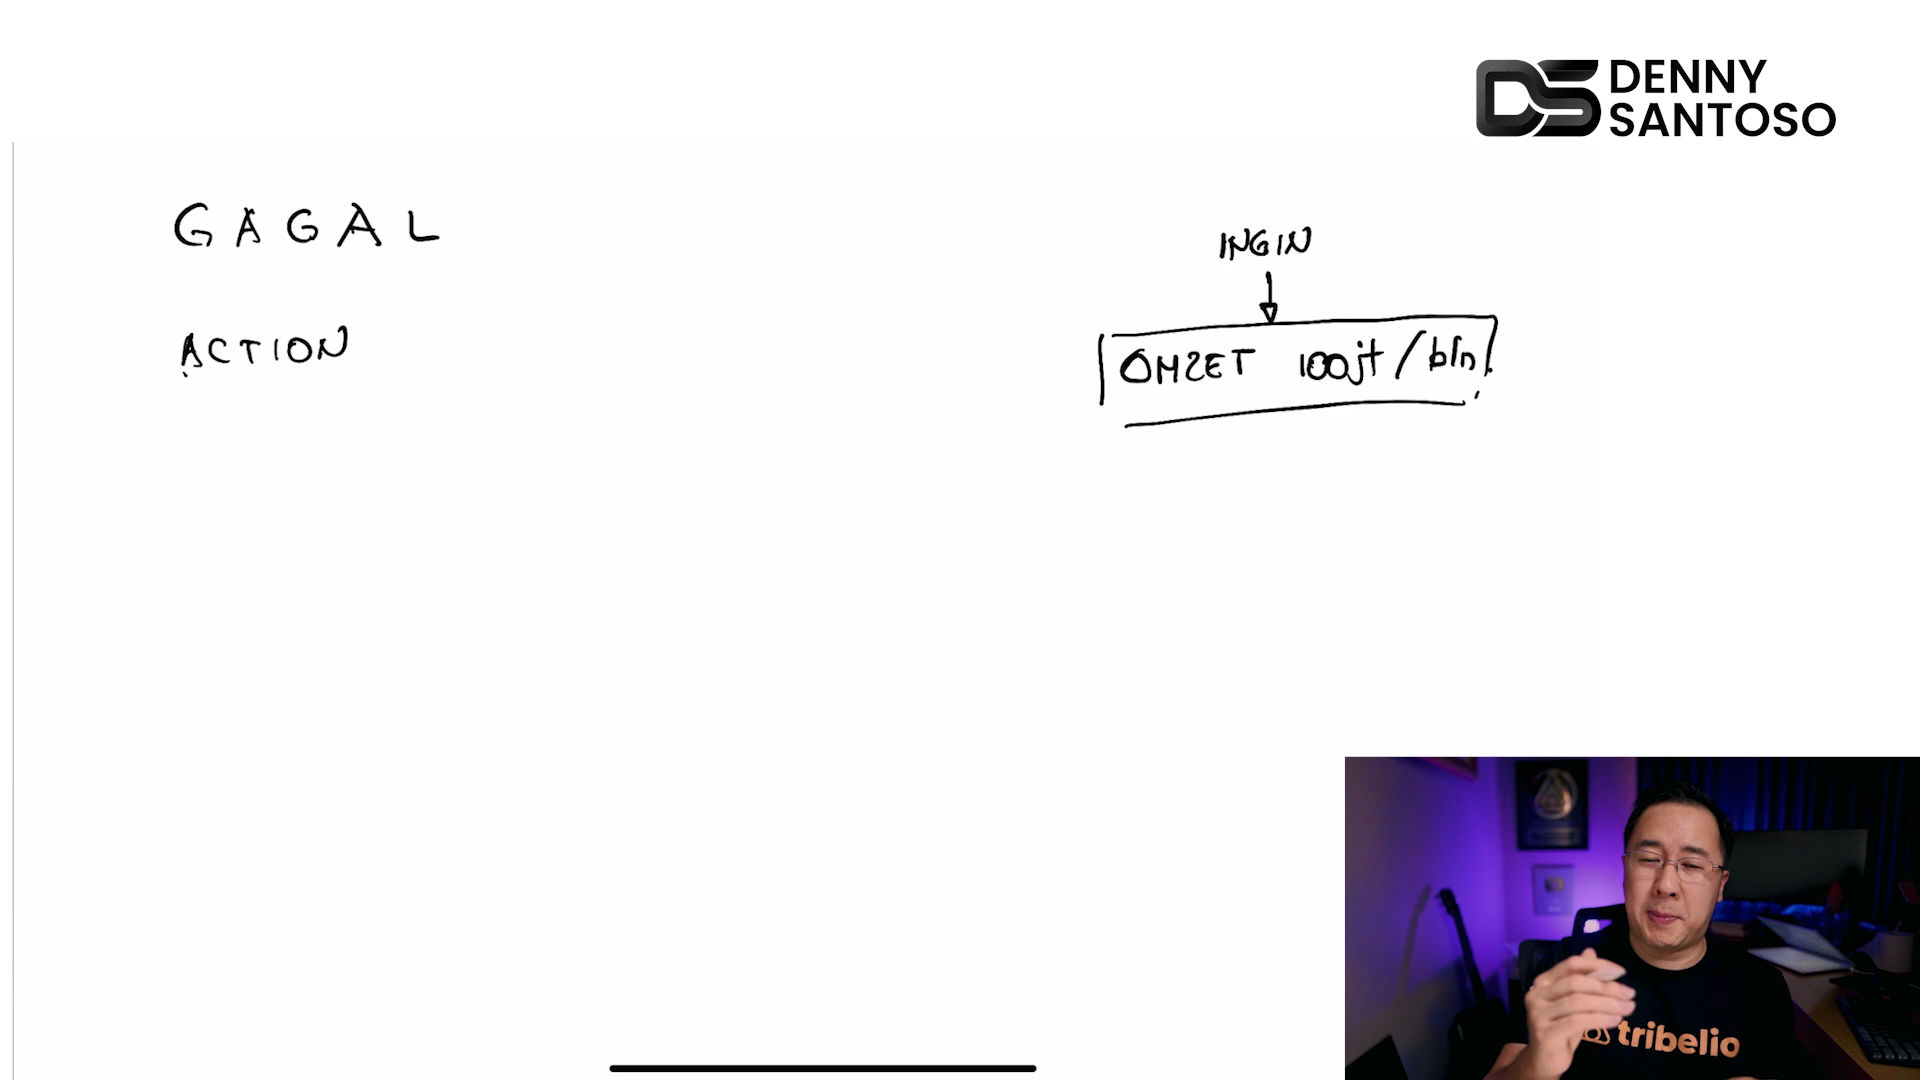 DENNY
SANTOSO
GAGAL
INGIN
ACTION
OMZET 100jt/bln
tribelio